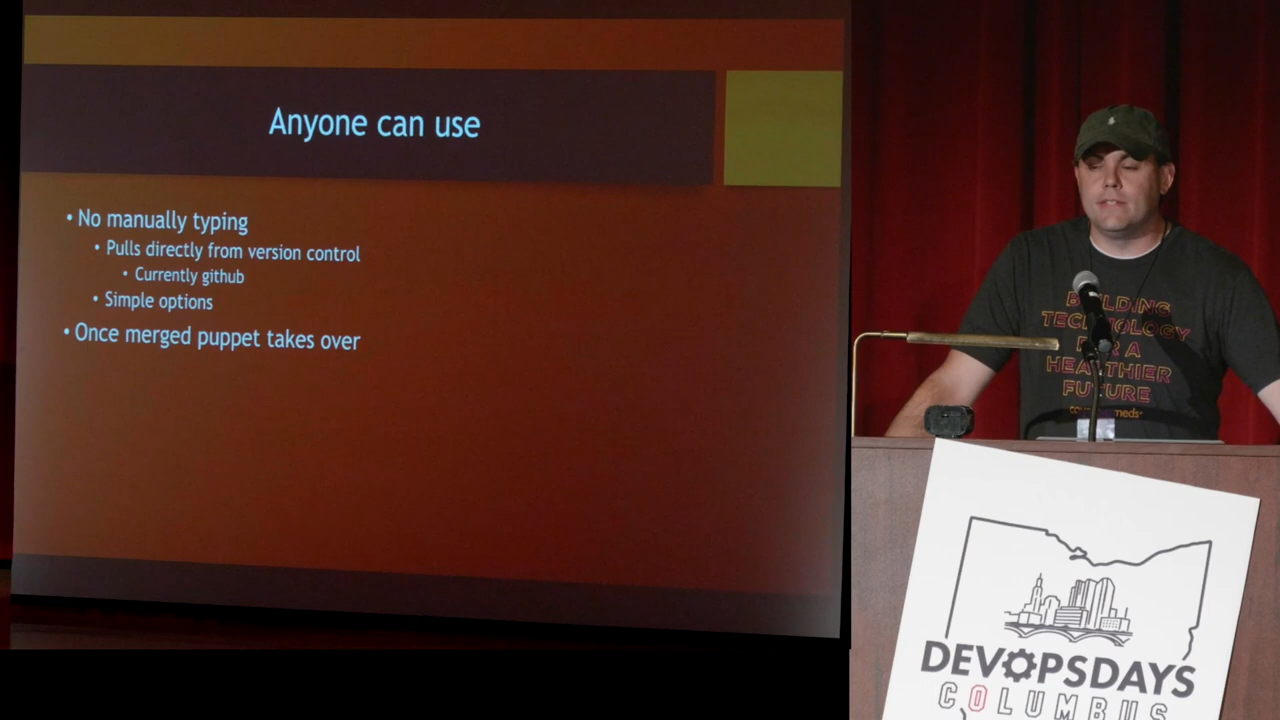 Anyone can use
• No manually typing
• Pulls directly from version control
• Currently github
• Simple options
• Once merged puppet takes over
BUILDING
TECHNOLOGY
FOR A
HEALTHIER
FUTURE
DEVOPSDAYS
COLUMBUS